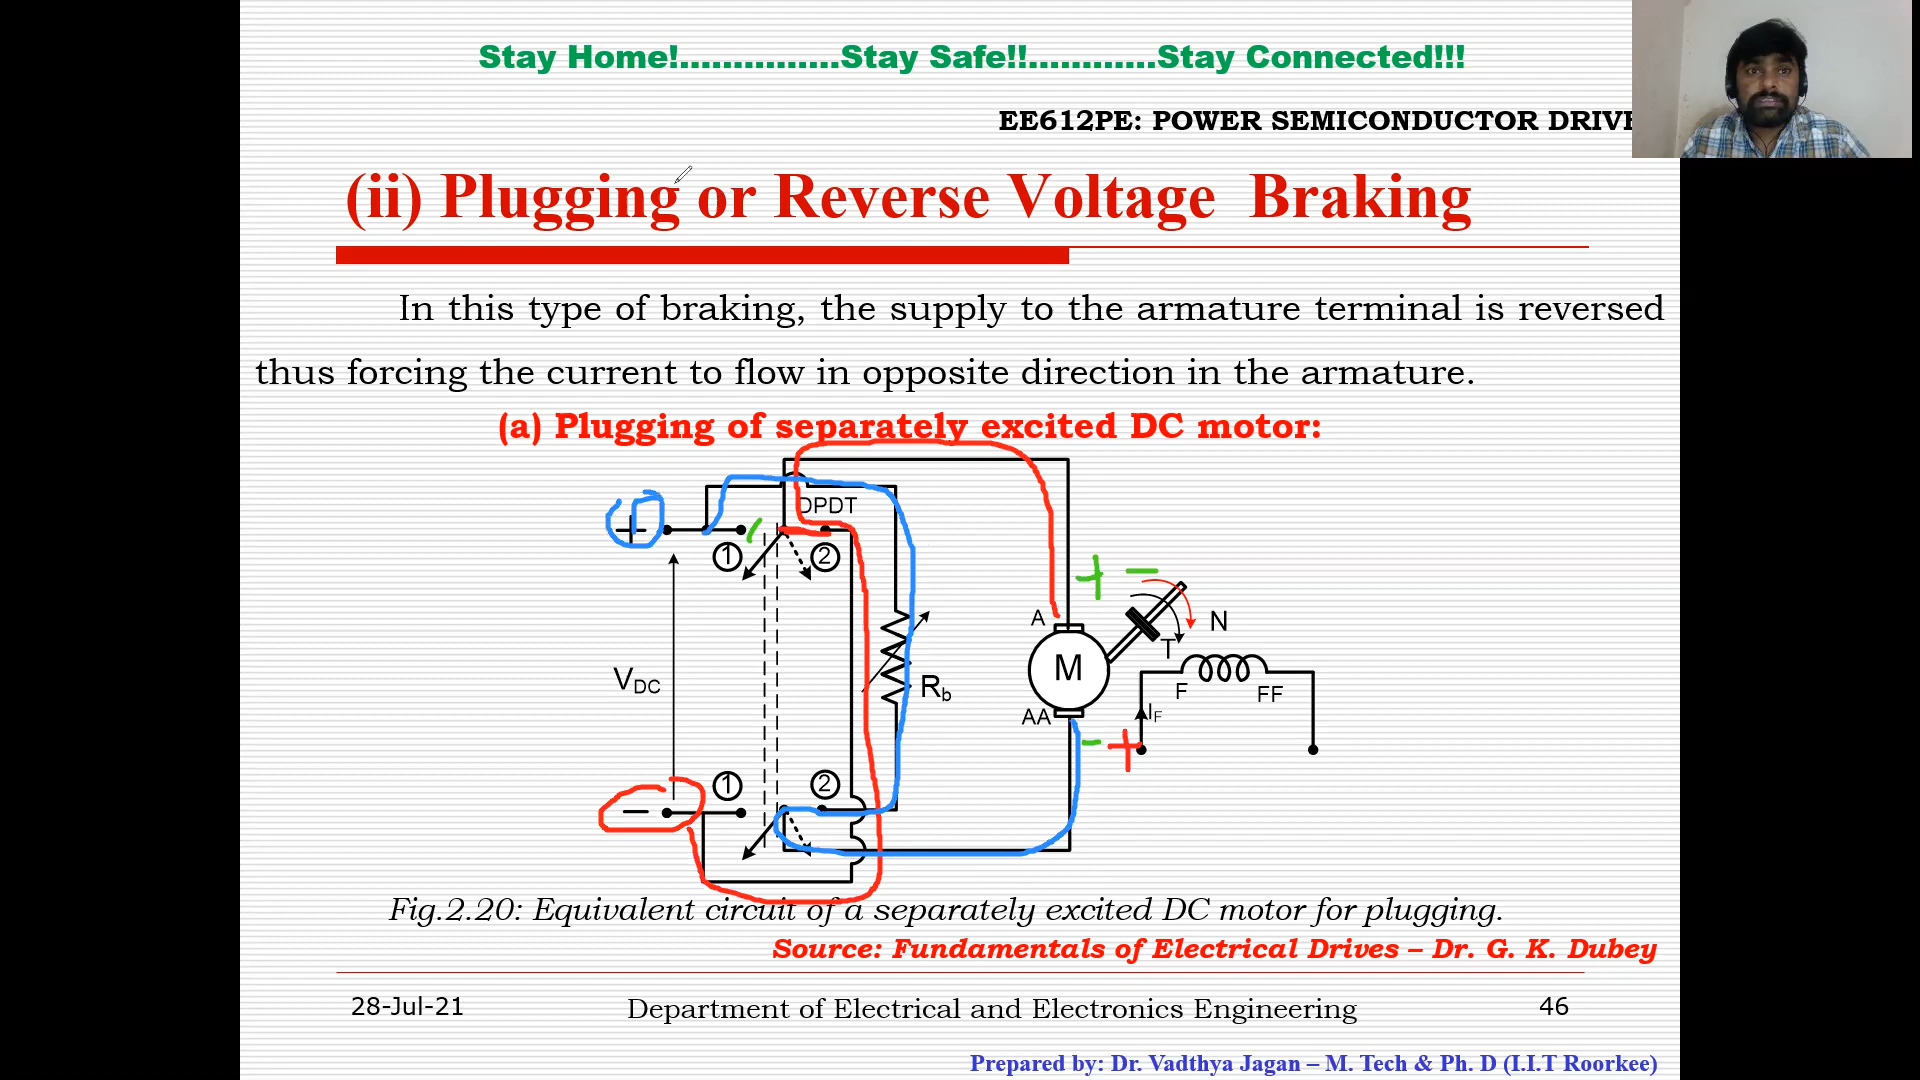 Stay Home!...............Stay Safe!!............Stay Connected!!!
EE612PE: POWER SEMICONDUCTOR DRIVE
(ii) Plugging or Reverse Voltage Braking
In this type of braking, the supply to the armature terminal is reversed
thus forcing the current to flow in opposite direction in the armature.
(a) Plugging of separately excited DC motor:
DPDT
+
1
2
+ −
A
N
T
M
VDC
Rb
F
FF
AA
IF
- +
1
2
−
Fig.2.20: Equivalent circuit of a separately excited DC motor for plugging.
Source: Fundamentals of Electrical Drives – Dr. G. K. Dubey
28-Jul-21
Department of Electrical and Electronics Engineering
46
Prepared by: Dr. Vadthya Jagan – M. Tech & Ph. D (I.I.T Roorkee)